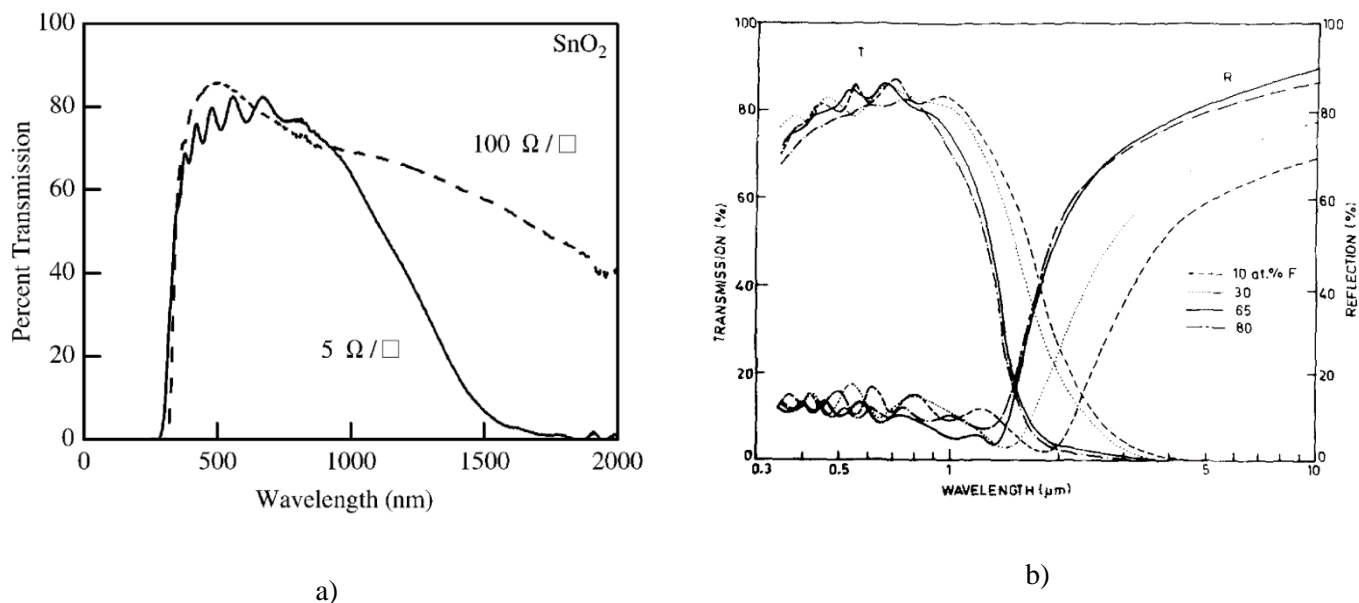 100
80
60
40
20
0
Percent Transmission
0
500
1000
1500
2000
Wavelength (nm)
SnO₂
100 Ω/□
5 Ω/□
a)
100
80
60
40
20
0
TRANSMISSION (%)
0.3
0.5
1
2
5
10
WAVELENGTH (μm)
T
R
10 at.% F
30
65
80
100
80
60
40
20
0
REFLECTION (%)
b)